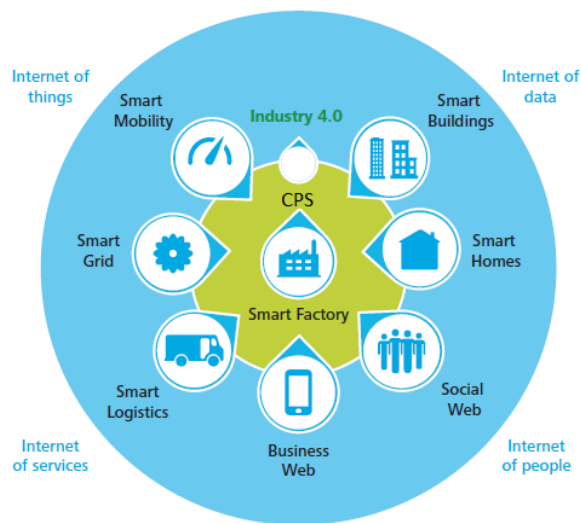 Internet of
things
Internet of
data
Smart
Mobility
Industry 4.0
Smart
Buildings
CPS
Smart
Grid
Smart
Homes
Smart Factory
Smart
Logistics
Social
Web
Business
Web
Internet
of services
Internet
of people